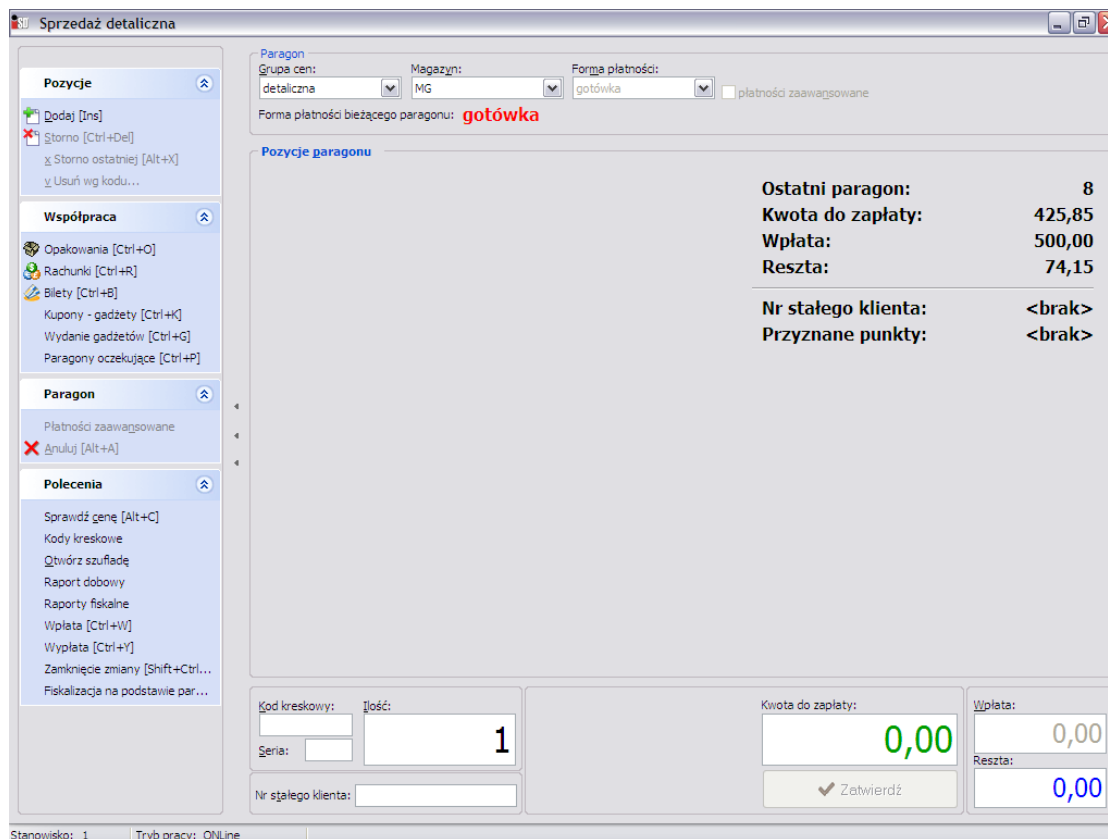 Sprzedaż detaliczna
Pozycje
Dodaj [Ins]
Storno [Ctrl+Del]
x Storno ostatniej [Alt+X]
y Usuń wg kodu...
Współpraca
Opakowania [Ctrl+O]
Rachunki [Ctrl+R]
Bilety [Ctrl+B]
Kupony - gadżety [Ctrl+K]
Wydanie gadżetów [Ctrl+G]
Paragony oczekujące [Ctrl+P]
Paragon
Płatności zaawansowane
Anuluj [Alt+A]
Polecenia
Sprawdź cenę [Alt+C]
Kody kreskowe
Otwórz szufladę
Raport dobowy
Raporty fiskalne
Wpłata [Ctrl+W]
Wypłata [Ctrl+Y]
Zamknięcie zmiany [Shift+Ctrl...
Fiskalizacja na podstawie par...
Paragon
Grupa cen: Magazyn: Forma płatności:
detaliczna MG gotówka płatności zaawansowane
Forma płatności bieżącego paragonu: gotówka
Pozycje paragonu
Ostatni paragon: 8
Kwota do zapłaty: 425,85
Wpłata: 500,00
Reszta: 74,15
Nr stałego klienta: <brak>
Przyznane punkty: <brak>
Kod kreskowy: Ilość:
1
Seria:
Nr stałego klienta:
Kwota do zapłaty:
0,00
Zatwierdź
Wpłata:
0,00
Reszta:
0,00
Stanowisko: 1 Tryb pracy: ONLine